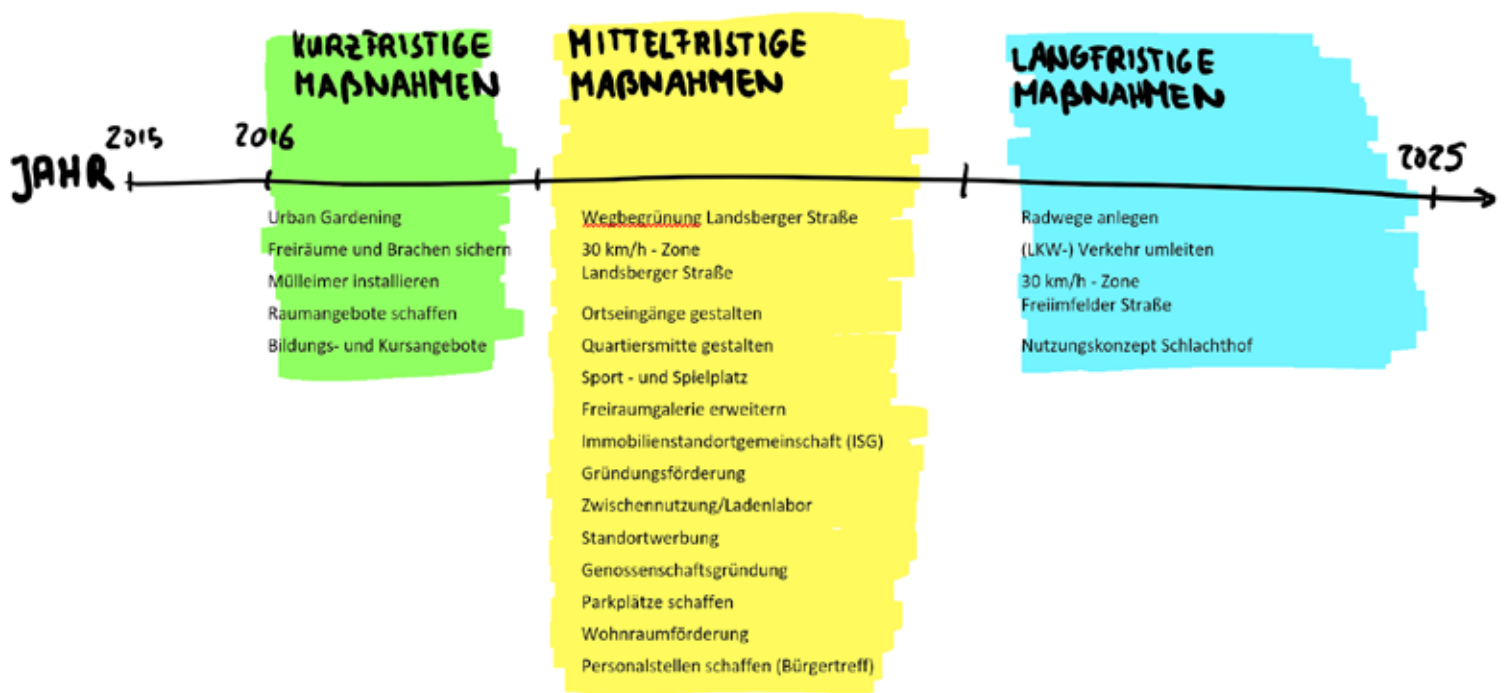 KURZFRISTIGE
MAßNAHMEN
MITTELFRISTIGE
MAßNAHMEN
LANGFRISTIGE
MAßNAHMEN
JAHR
2015
2016
2025
Urban Gardening
Freiräume und Brachen sichern
Mülleimer installieren
Raumangebote schaffen
Bildungs- und Kursangebote
Wegbegrünung Landsberger Straße
30 km/h - Zone
Landsberger Straße
Ortseingänge gestalten
Quartiersmitte gestalten
Sport - und Spielplatz
Freiraumgalerie erweitern
Immobilienstandortgemeinschaft (ISG)
Gründungsförderung
Zwischennutzung/Ladenlabor
Standortwerbung
Genossenschaftsgründung
Parkplätze schaffen
Wohnraumförderung
Personalstellen schaffen (Bürgertreff)
Radwege anlegen
(LKW-) Verkehr umleiten
30 km/h - Zone
Freiimfelder Straße
Nutzungskonzept Schlachthof